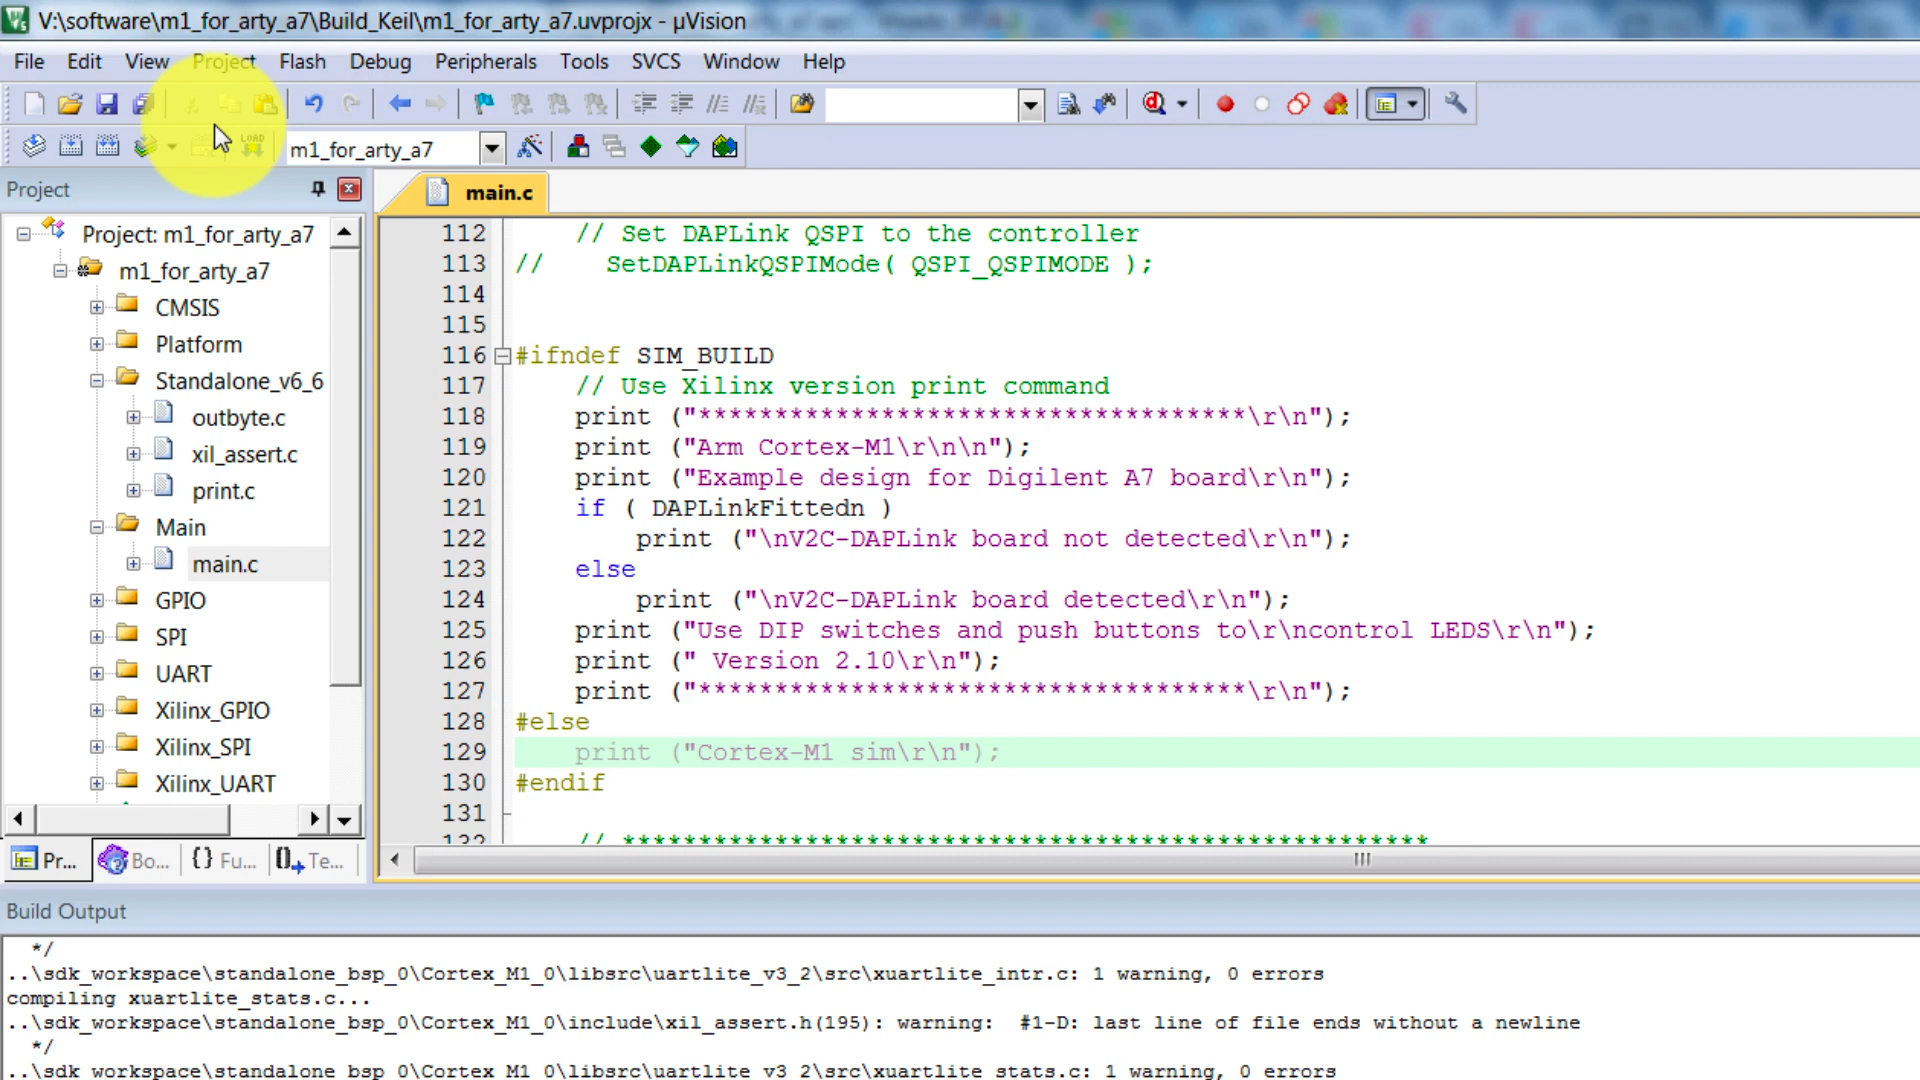 V:\software\m1_for_arty_a7\Build_Keil\m1_for_arty_a7.uvprojx - µVision
File Edit View Project Flash Debug Peripherals Tools SVCS Window Help
LOAD
m1_for_arty_a7
Project
main.c
Project: m1_for_arty_a7
m1_for_arty_a7
CMSIS
Platform
Standalone_v6_6
outbyte.c
xil_assert.c
print.c
Main
main.c
GPIO
SPI
UART
Xilinx_GPIO
Xilinx_SPI
Xilinx_UART
Pr... Bo... {} Fu... Te...
112 // Set DAPLink QSPI to the controller
113 // SetDAPLinkQSPIMode( QSPI_QSPIMODE );
114
115
116 #ifndef SIM_BUILD
117 // Use Xilinx version print command
118 print ("************************************\r\n");
119 print ("Arm Cortex-M1\r\n\n");
120 print ("Example design for Digilent A7 board\r\n");
121 if ( DAPLinkFittedn )
122 print ("\nV2C-DAPLink board not detected\r\n");
123 else
124 print ("\nV2C-DAPLink board detected\r\n");
125 print ("Use DIP switches and push buttons to\r\ncontrol LEDS\r\n");
126 print (" Version 2.10\r\n");
127 print ("************************************\r\n");
128 #else
129 print ("Cortex-M1 sim\r\n");
130 #endif
131
132 // *****************************************************
Build Output
*/
..\sdk_workspace\standalone_bsp_0\Cortex_M1_0\libsrc\uartlite_v3_2\src\xuartlite_intr.c: 1 warning, 0 errors
compiling xuartlite_stats.c...
..\sdk_workspace\standalone_bsp_0\Cortex_M1_0\include\xil_assert.h(195): warning:  #1-D: last line of file ends without a newline
*/
..\sdk_workspace\standalone_bsp_0\Cortex_M1_0\libsrc\uartlite_v3_2\src\xuartlite_stats.c: 1 warning, 0 errors